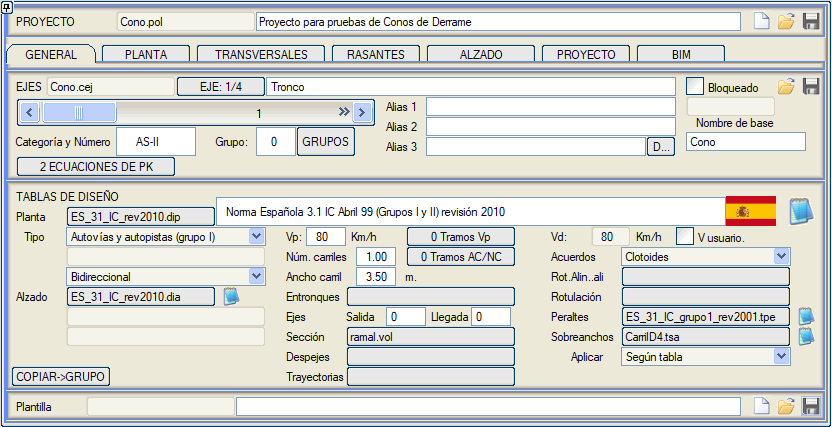 PROYECTO Cono.pol Proyecto para pruebas de Conos de Derrame
GENERAL PLANTA TRANSVERSALES RASANTES ALZADO PROYECTO BIM
EJES Cono.cej EJE: 1/4 Tronco Bloqueado
1 Alias 1
Alias 2 Nombre de base
Categoría y Número AS-II Grupo: 0 GRUPOS Alias 3 D... Cono
2 ECUACIONES DE PK
TABLAS DE DISEÑO
Planta ES_31_IC_rev2010.dip Norma Española 3.1 IC Abril 99 (Grupos I y II) revisión 2010
Tipo Autovías y autopistas (grupo I) Vp: 80 Km/h 0 Tramos Vp Vd: 80 Km/h V usuario.
Núm. carriles 1.00 0 Tramos AC/NC Acuerdos Clotoides
Bidireccional Ancho carril 3.50 m. Rot.Alin..ali
Alzado ES_31_IC_rev2010.dia Entronques Rotulación
Ejes Salida 0 Llegada 0 Peraltes ES_31_IC_grupo1_rev2001.tpe
Sección ramal.vol Sobreanchos CarrilD4.tsa
Despejes Aplicar Según tabla
COPIAR->GRUPO Trayectorias
Plantilla